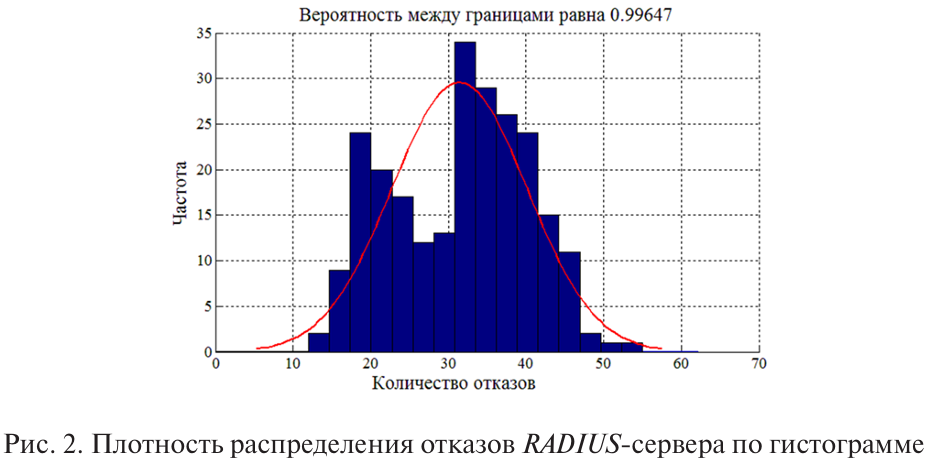 Вероятность между границами равна 0.99647
35
30
25
20
15
10
5
0
Частота
0 10 20 30 40 50 60 70
Количество отказов
Рис. 2. Плотность распределения отказов RADIUS-сервера по гистограмме